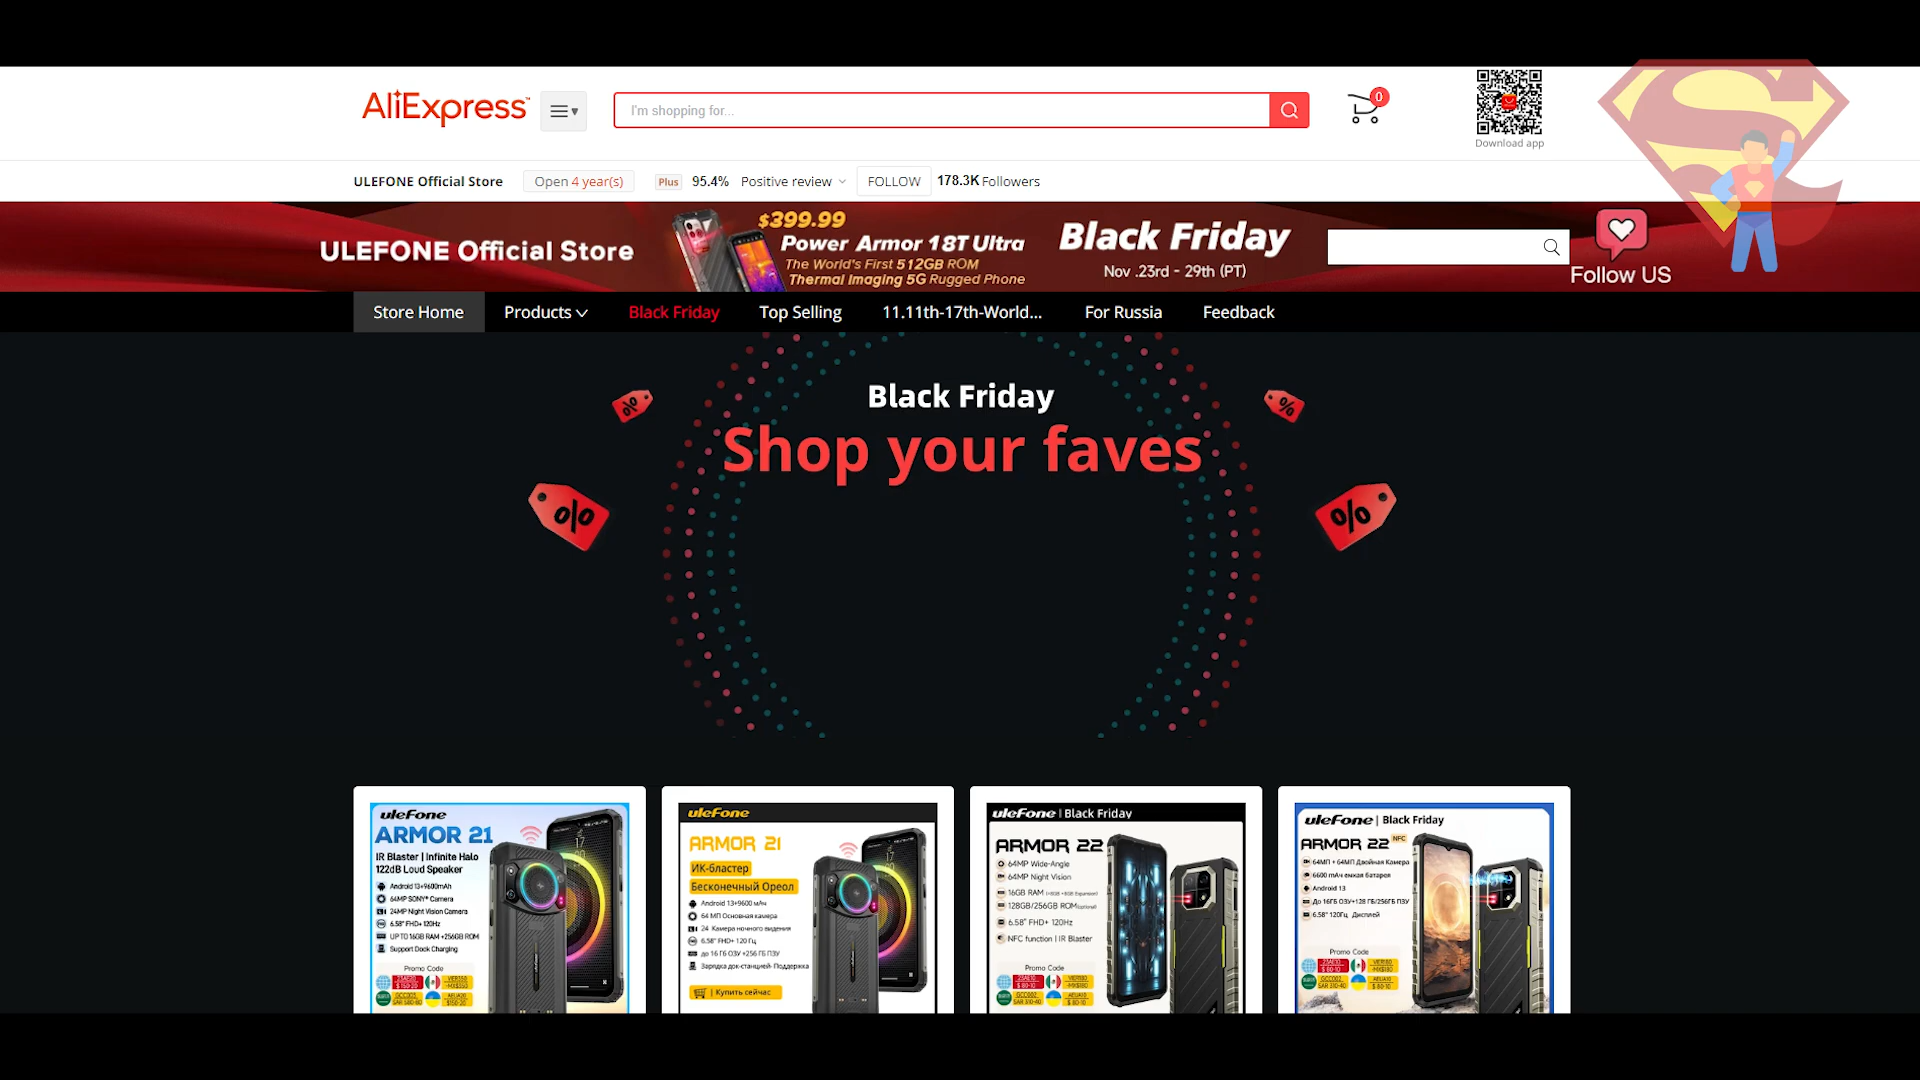 AliExpress
I'm shopping for...
0
Download app
ULEFONE Official Store
Open 4 year(s)
Plus 95.4% Positive review
FOLLOW 178.3K Followers
ULEFONE Official Store
$399.99
Power Armor 18T Ultra
The World's First 512GB ROM
Thermal Imaging 5G Rugged Phone
Black Friday
Nov .23rd - 29th (PT)
Follow US
Store Home Products Black Friday Top Selling 11.11th-17th-World... For Russia Feedback
Black Friday
Shop your faves
% % % %
uleFone
ARMOR 21
IR Blaster | Infinite Halo
122dB Loud Speaker
Android 13+9600mAh
64MP SONY® Camera
24MP Night Vision Camera
6.58" FHD+ 120Hz
UP TO 16GB RAM +256GB ROM
Support Dock Charging
Promo Code
uleFone
ARMOR 21
ИК-бластер
Бесконечный Ореол
Android 13+9600 мАч
64 МП Основная камера
24 Камера ночного видения
6.58" FHD+ 120 Гц
до 16 ГБ ОЗУ +256 ГБ ПЗУ
Зарядка док-станцией: Поддержка
| Купить сейчас
uleFone | Black Friday
ARMOR 22
64MP Wide-Angle
64MP Night Vision
16GB RAM
128GB/256GB ROM
6.58" FHD+ 120Hz
NFC function | IR Blaster
Promo Code
uleFone | Black Friday
ARMOR 22 NFC
64МП + 64МП Двойная Камера
6600 мАч емкая батарея
Android 13
До 16ГБ ОЗУ+128 ГБ/256ГБ ПЗУ
6.58" 120Гц Дисплей
Promo Code